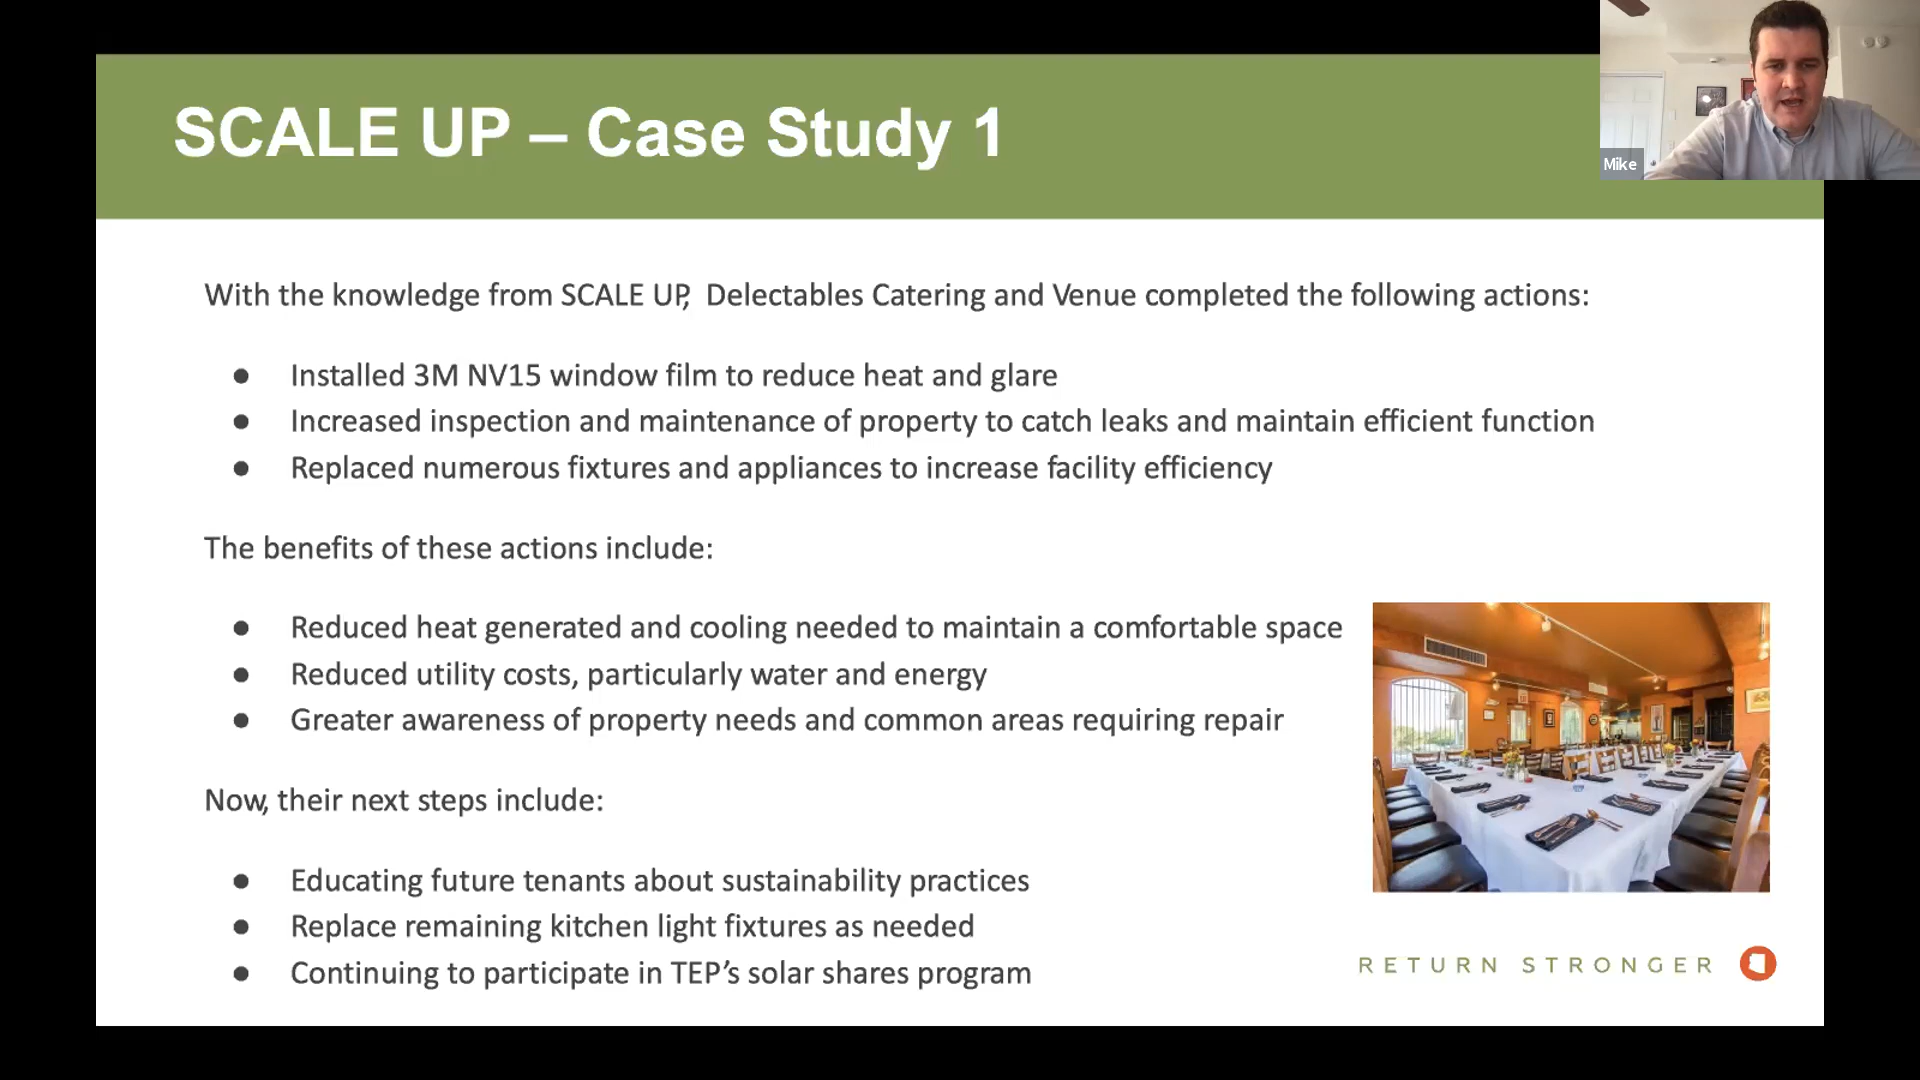 SCALE UP – Case Study 1
Mike
With the knowledge from SCALE UP,  Delectables Catering and Venue completed the following actions:
● Installed 3M NV15 window film to reduce heat and glare
● Increased inspection and maintenance of property to catch leaks and maintain efficient function
● Replaced numerous fixtures and appliances to increase facility efficiency
The benefits of these actions include:
● Reduced heat generated and cooling needed to maintain a comfortable space
● Reduced utility costs, particularly water and energy
● Greater awareness of property needs and common areas requiring repair
Now, their next steps include:
● Educating future tenants about sustainability practices
● Replace remaining kitchen light fixtures as needed
● Continuing to participate in TEP’s solar shares program
RETURN STRONGER